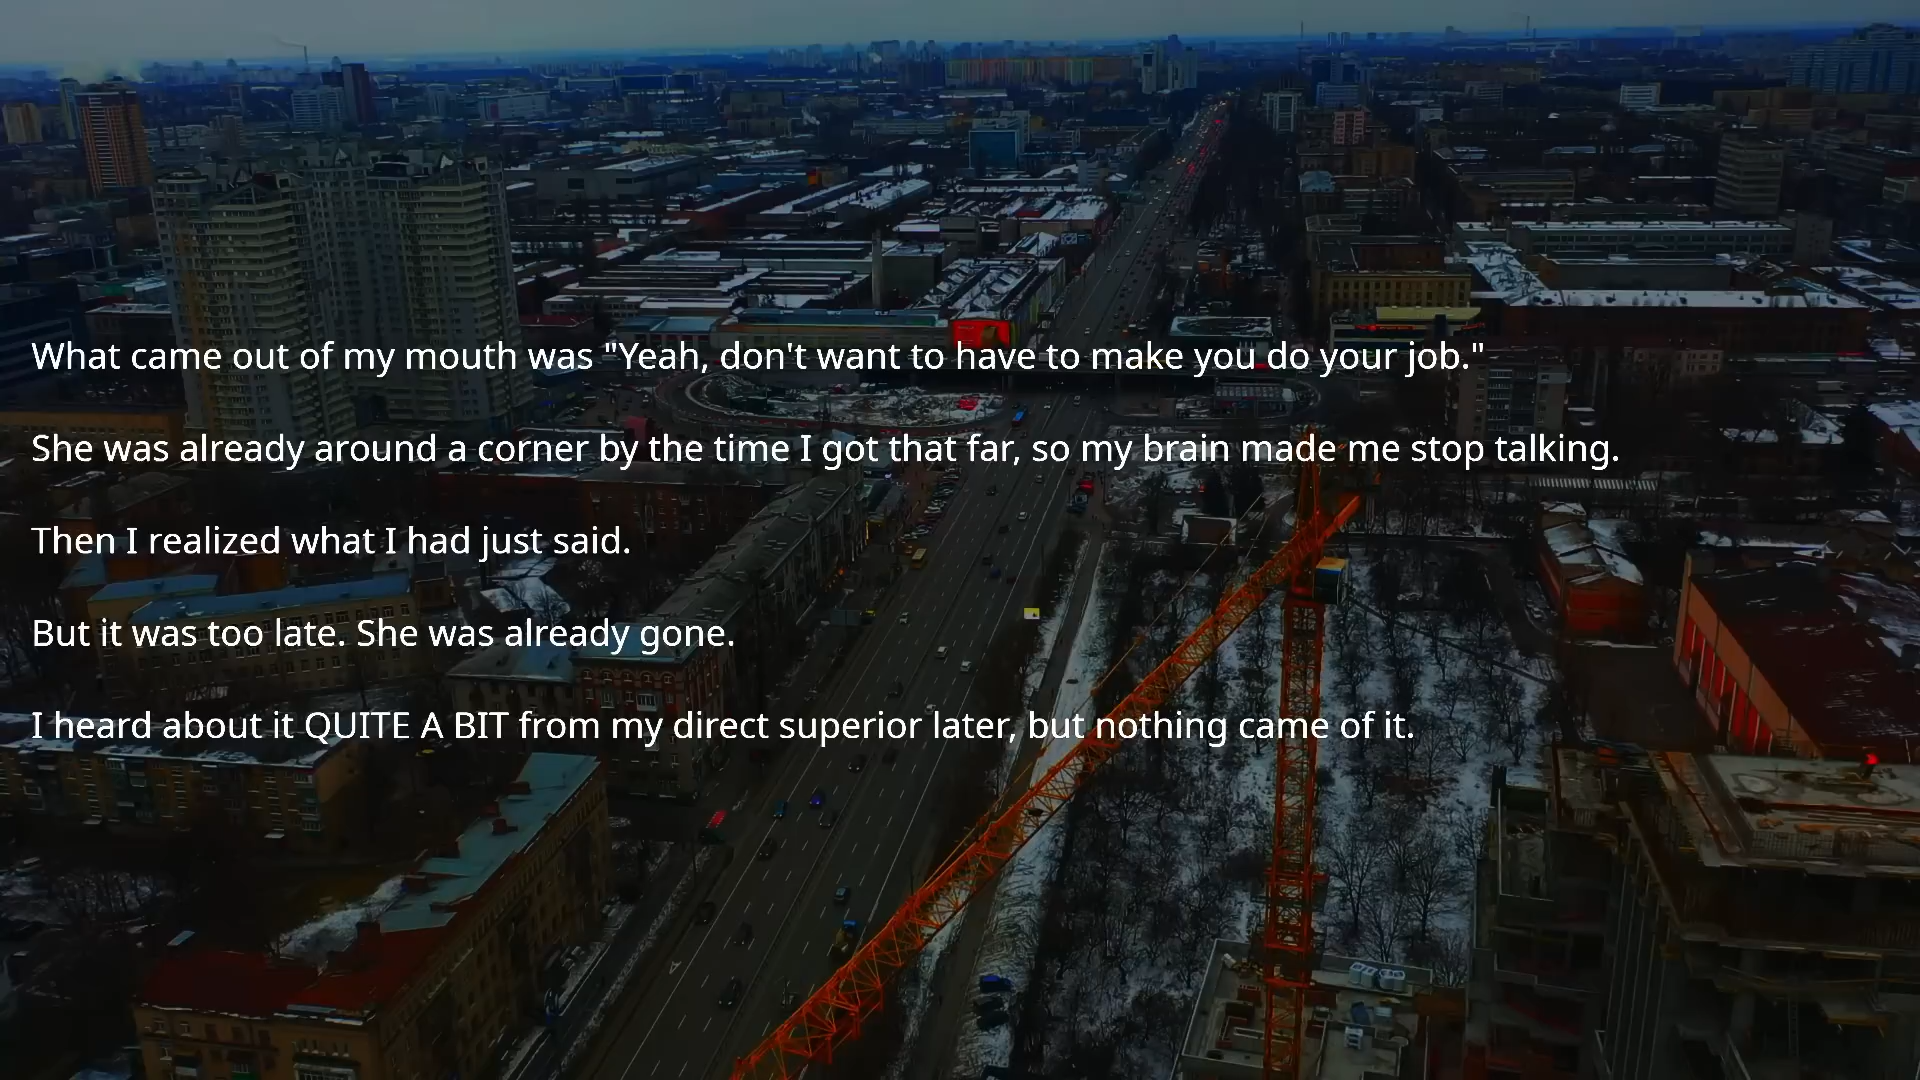 What came out of my mouth was "Yeah, don't want to have to make you do your job."
She was already around a corner by the time I got that far, so my brain made me stop talking.
Then I realized what I had just said.
But it was too late. She was already gone.
I heard about it QUITE A BIT from my direct superior later, but nothing came of it.